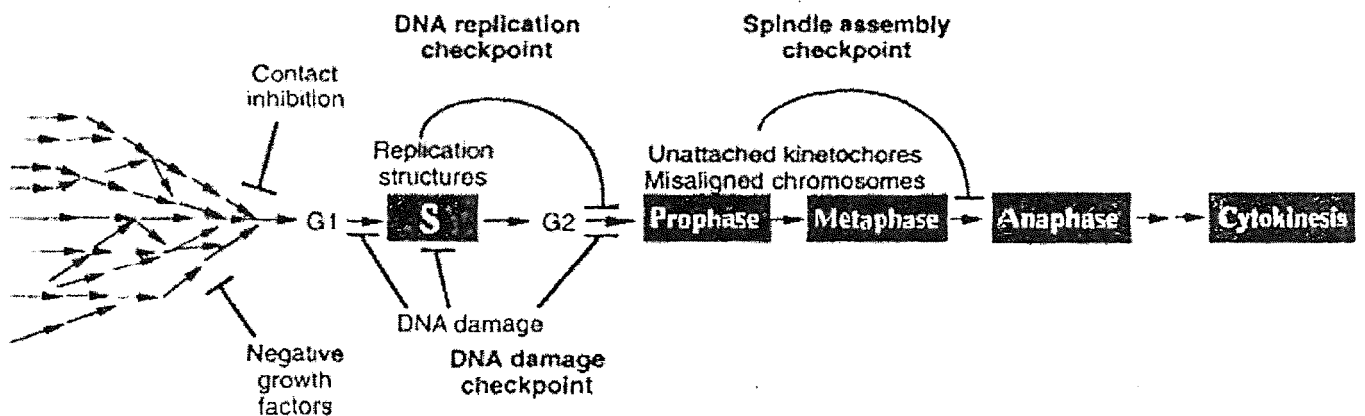 DNA replication
checkpoint
Spindle assembly
checkpoint
Contact
inhibition
Replication
structures
Unattached kinetochores
Misaligned chromosomes
G1
S
G2
Prophase
Metaphase
Anaphase
Cytokinesis
DNA damage
DNA damage
checkpoint
Negative
growth
factors